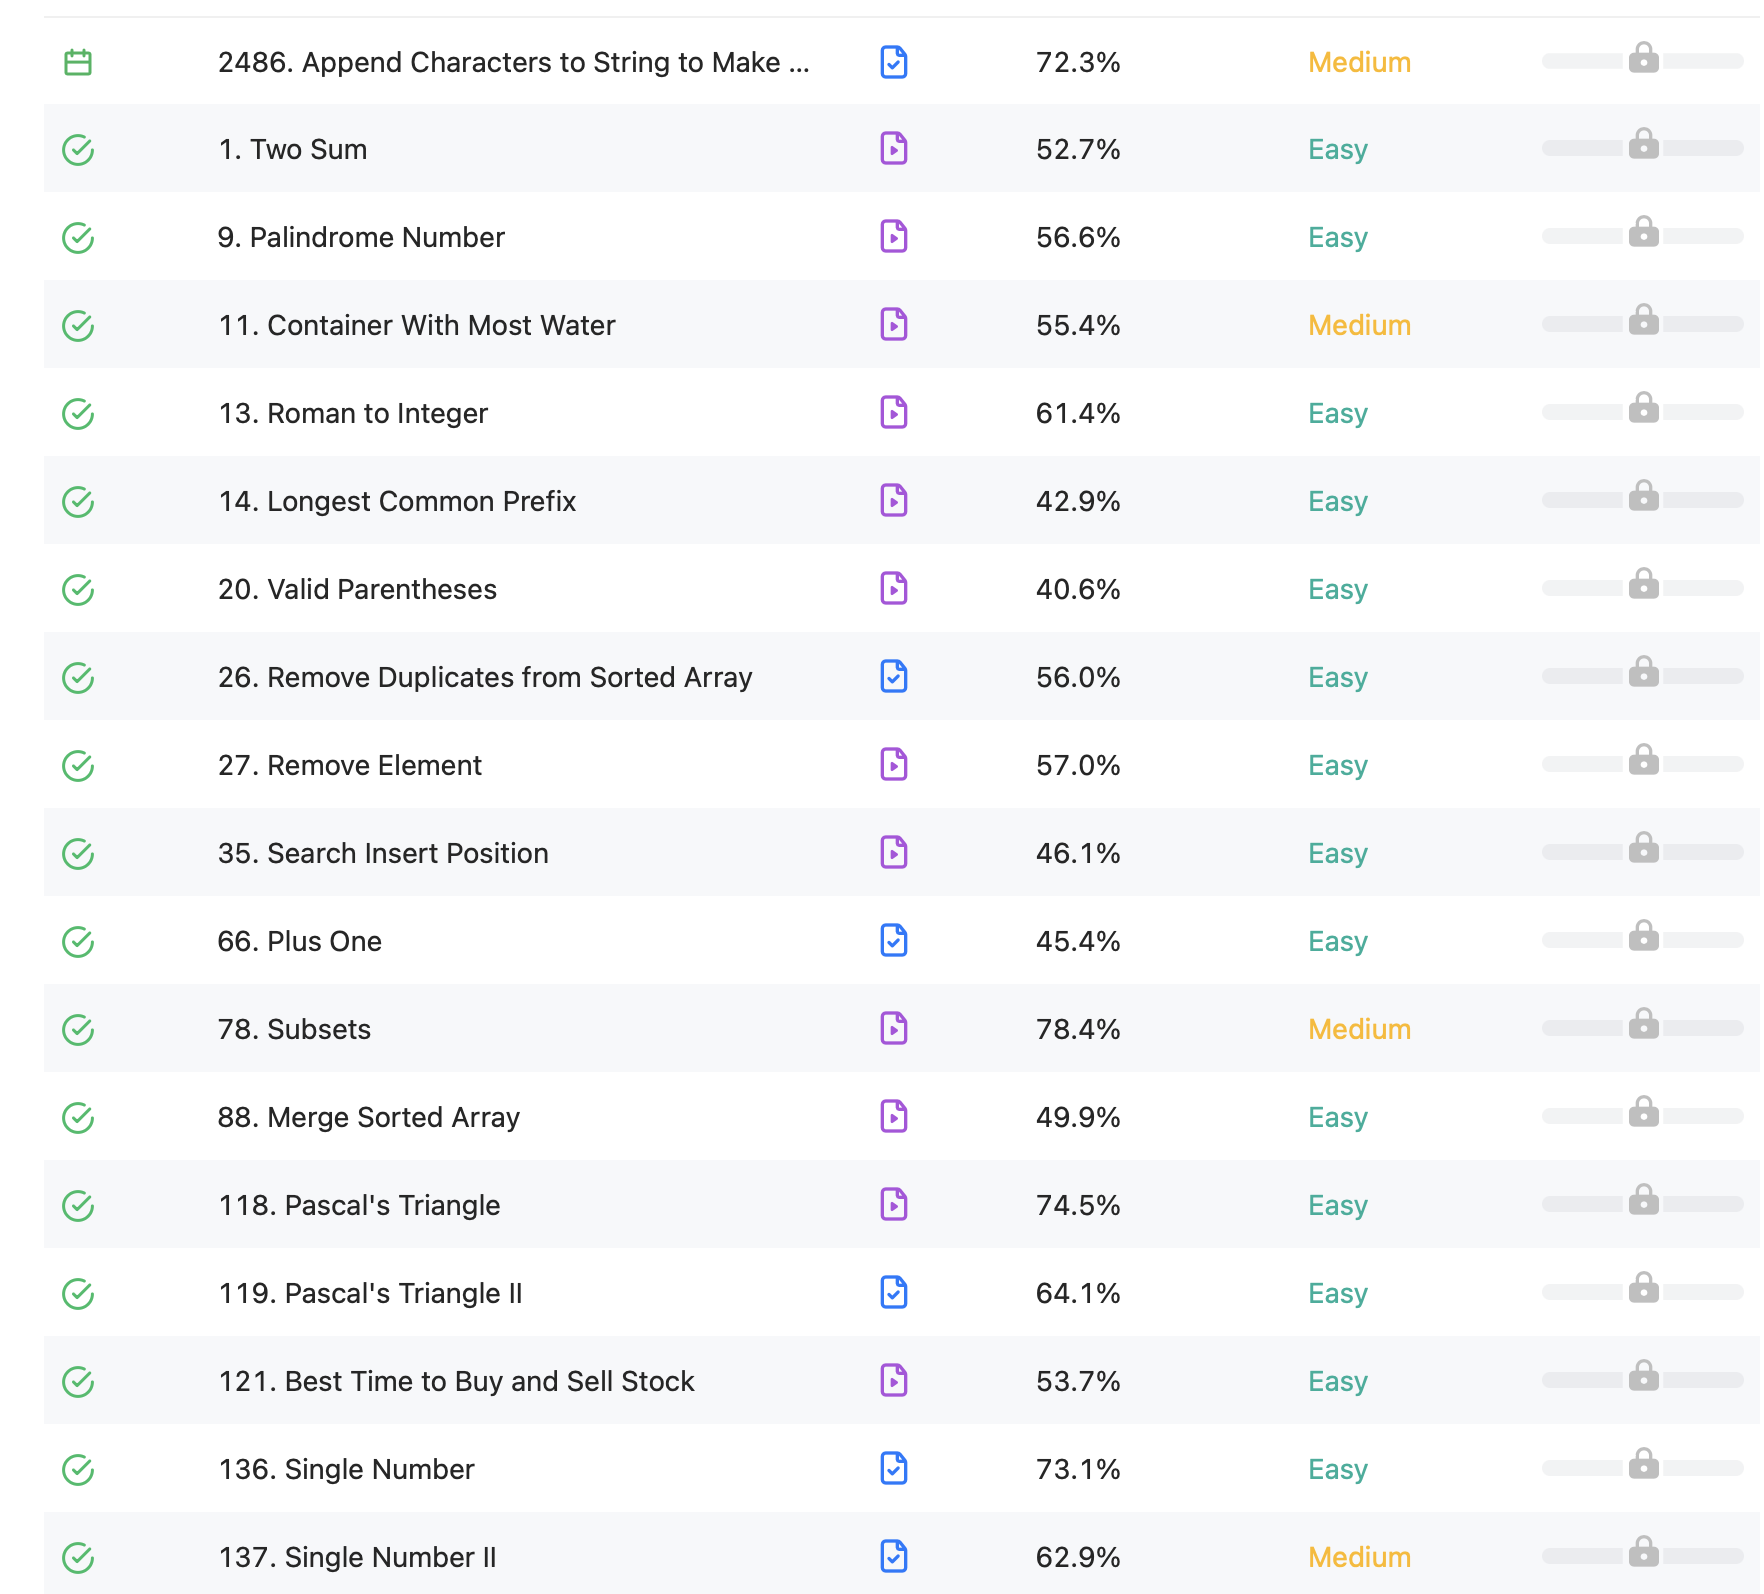 2486. Append Characters to String to Make ... 72.3% Medium
1. Two Sum 52.7% Easy
9. Palindrome Number 56.6% Easy
11. Container With Most Water 55.4% Medium
13. Roman to Integer 61.4% Easy
14. Longest Common Prefix 42.9% Easy
20. Valid Parentheses 40.6% Easy
26. Remove Duplicates from Sorted Array 56.0% Easy
27. Remove Element 57.0% Easy
35. Search Insert Position 46.1% Easy
66. Plus One 45.4% Easy
78. Subsets 78.4% Medium
88. Merge Sorted Array 49.9% Easy
118. Pascal's Triangle 74.5% Easy
119. Pascal's Triangle II 64.1% Easy
121. Best Time to Buy and Sell Stock 53.7% Easy
136. Single Number 73.1% Easy
137. Single Number II 62.9% Medium